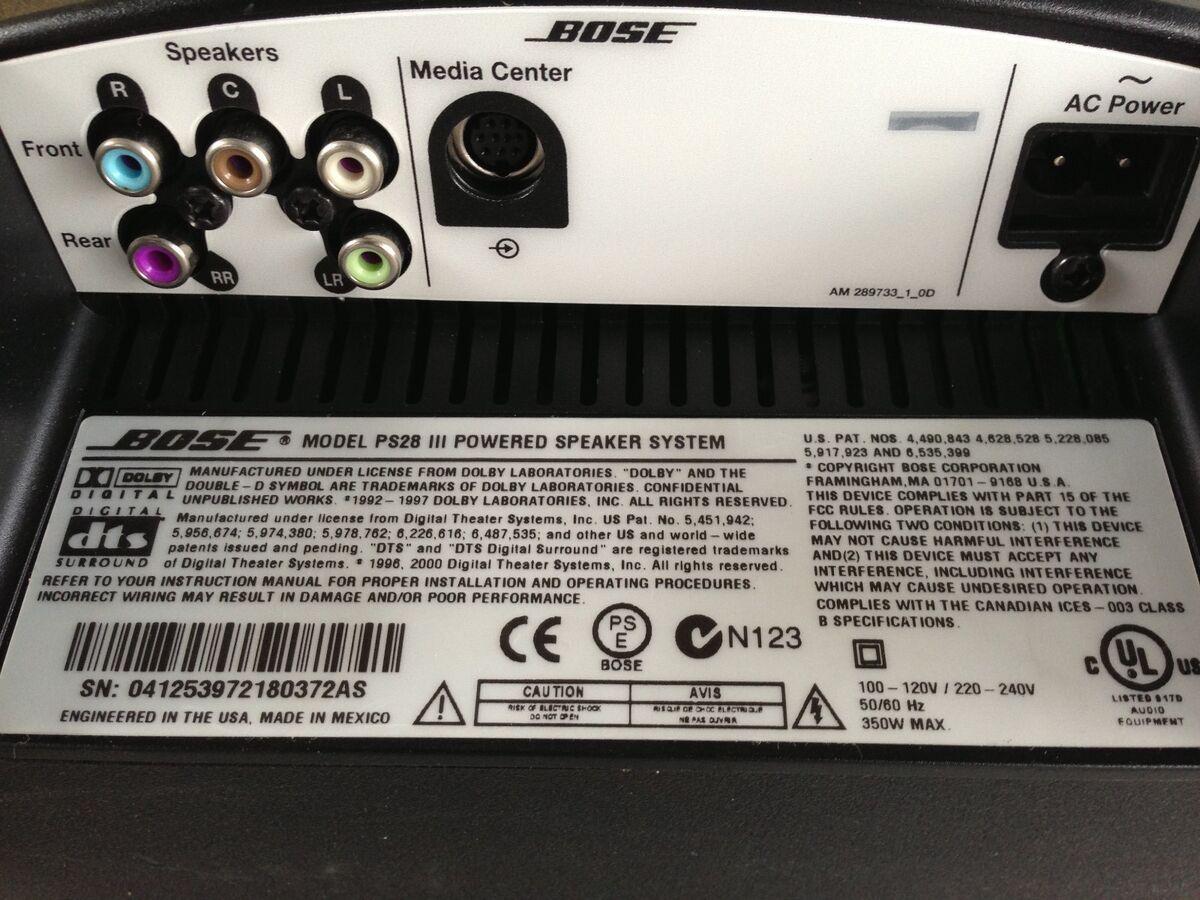 BOSE
Speakers
R C L
Front
Rear
RR LR
Media Center
AC Power
AM 289733_1_0D
BOSE® MODEL PS28 III POWERED SPEAKER SYSTEM
DOLBY
DIGITAL
MANUFACTURED UNDER LICENSE FROM DOLBY LABORATORIES. "DOLBY" AND THE
DOUBLE-D SYMBOL ARE TRADEMARKS OF DOLBY LABORATORIES. CONFIDENTIAL
UNPUBLISHED WORKS. ©1992-1997 DOLBY LABORATORIES, INC. ALL RIGHTS RESERVED.
DIGITAL
dts
SURROUND
Manufactured under license from Digital Theater Systems, Inc. US Pat. No. 5,451,942;
5,956,674; 5,974,380; 5,978,762; 6,226,616; 6,487,535; and other US and world-wide
patents issued and pending. "DTS" and "DTS Digital Surround" are registered trademarks
of Digital Theater Systems. © 1996, 2000 Digital Theater Systems, Inc. All rights reserved.
REFER TO YOUR INSTRUCTION MANUAL FOR PROPER INSTALLATION AND OPERATING PROCEDURES.
INCORRECT WIRING MAY RESULT IN DAMAGE AND/OR POOR PERFORMANCE.
SN: 041253972180372AS
ENGINEERED IN THE USA, MADE IN MEXICO
CE
PS
E
BOSE
N123
CAUTION
RISK OF ELECTRIC SHOCK
DO NOT OPEN
AVIS
RISQUE DE CHOC ELECTRIQUE
NE PAS OUVRIR
U.S. PAT. NOS. 4,490,843 4,628,528 5,228,085
5,917,923 AND 6,535,399
© COPYRIGHT BOSE CORPORATION
FRAMINGHAM,MA 01701-9168 U.S.A.
THIS DEVICE COMPLIES WITH PART 15 OF THE
FCC RULES. OPERATION IS SUBJECT TO THE
FOLLOWING TWO CONDITIONS: (1) THIS DEVICE
MAY NOT CAUSE HARMFUL INTERFERENCE
AND(2) THIS DEVICE MUST ACCEPT ANY
INTERFERENCE, INCLUDING INTERFERENCE
WHICH MAY CAUSE UNDESIRED OPERATION.
COMPLIES WITH THE CANADIAN ICES-003 CLASS
B SPECIFICATIONS.
100-120V / 220-240V
50/60 Hz
350W MAX.
C UL US
LISTED 817D
AUDIO
EQUIPMENT